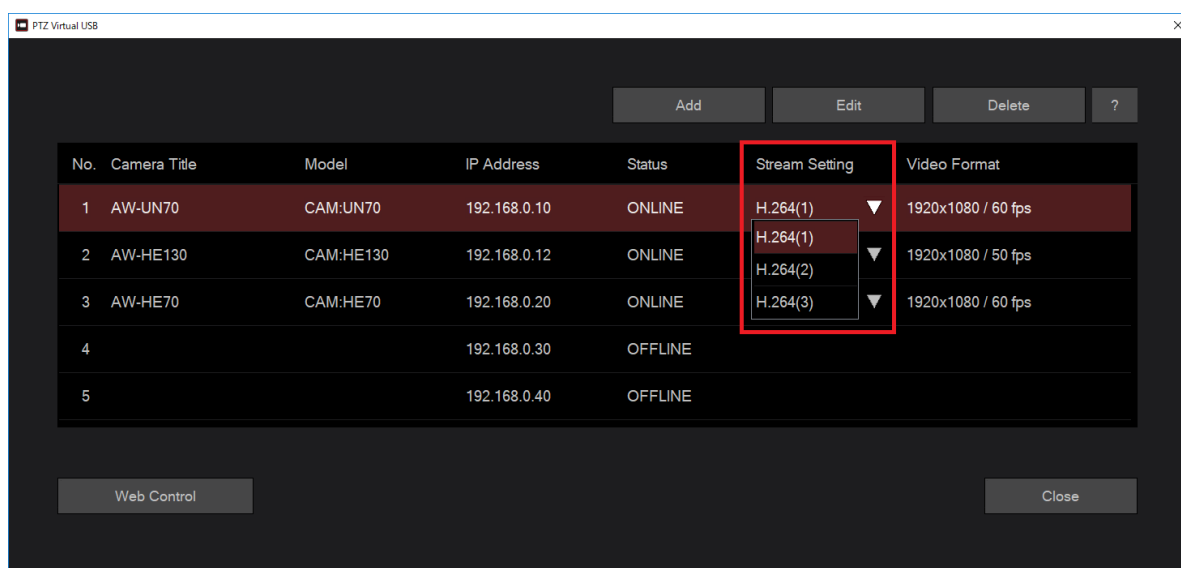 PTZ Virtual USB
Add Edit Delete ?
No. Camera Title Model IP Address Status Stream Setting Video Format
1 AW-UN70 CAM:UN70 192.168.0.10 ONLINE H.264(1) 1920x1080 / 60 fps
H.264(1)
2 AW-HE130 CAM:HE130 192.168.0.12 ONLINE 1920x1080 / 50 fps
H.264(2)
3 AW-HE70 CAM:HE70 192.168.0.20 ONLINE H.264(3) 1920x1080 / 60 fps
4 192.168.0.30 OFFLINE
5 192.168.0.40 OFFLINE
Web Control Close